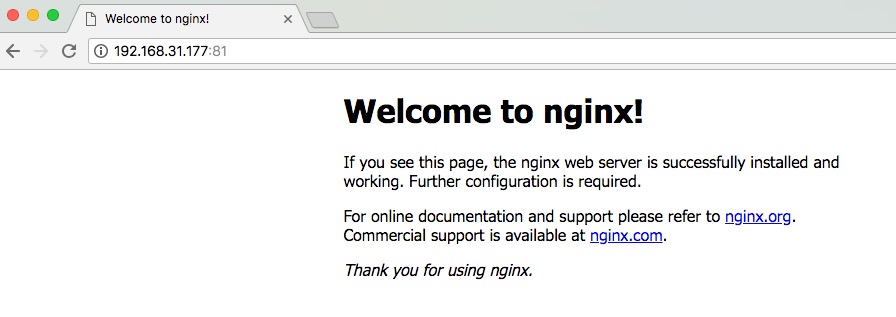 Welcome to nginx!
192.168.31.177:81
Welcome to nginx!
If you see this page, the nginx web server is successfully installed and
working. Further configuration is required.
For online documentation and support please refer to nginx.org.
Commercial support is available at nginx.com.
Thank you for using nginx.